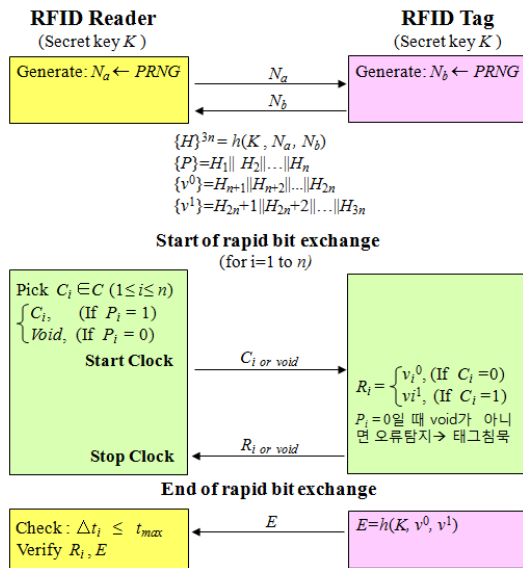 RFID Reader
(Secret key K )
RFID Tag
(Secret key K )
Generate: Nₐ ← PRNG
Nₐ
Generate: N_b ← PRNG
N_b
{H}³ⁿ = h(K , Nₐ, N_b)
{P}=H₁|| H₂||…||Hₙ
{v⁰}=Hₙ₊₁||Hₙ₊₂||...||H₂ₙ
{v¹}=H₂ₙ+1||H₂ₙ+2||…||H₃ₙ
Start of rapid bit exchange
(for i=1 to n)
Pick Cᵢ ∈C (1≤ i≤ n)
Cᵢ, (If Pᵢ = 1)
Void, (If Pᵢ = 0)
Start Clock
Cᵢ or void
Rᵢ = vᵢ⁰, (If Cᵢ =0)
vi¹, (If Cᵢ =1)
Pᵢ =0일 때 void가 아니
면 오류탐지→ 태그침묵
Stop Clock
Rᵢ or void
End of rapid bit exchange
Check : △tᵢ ≤ t_max
Verify Rᵢ , E
E
E=h(K, v⁰, v¹)